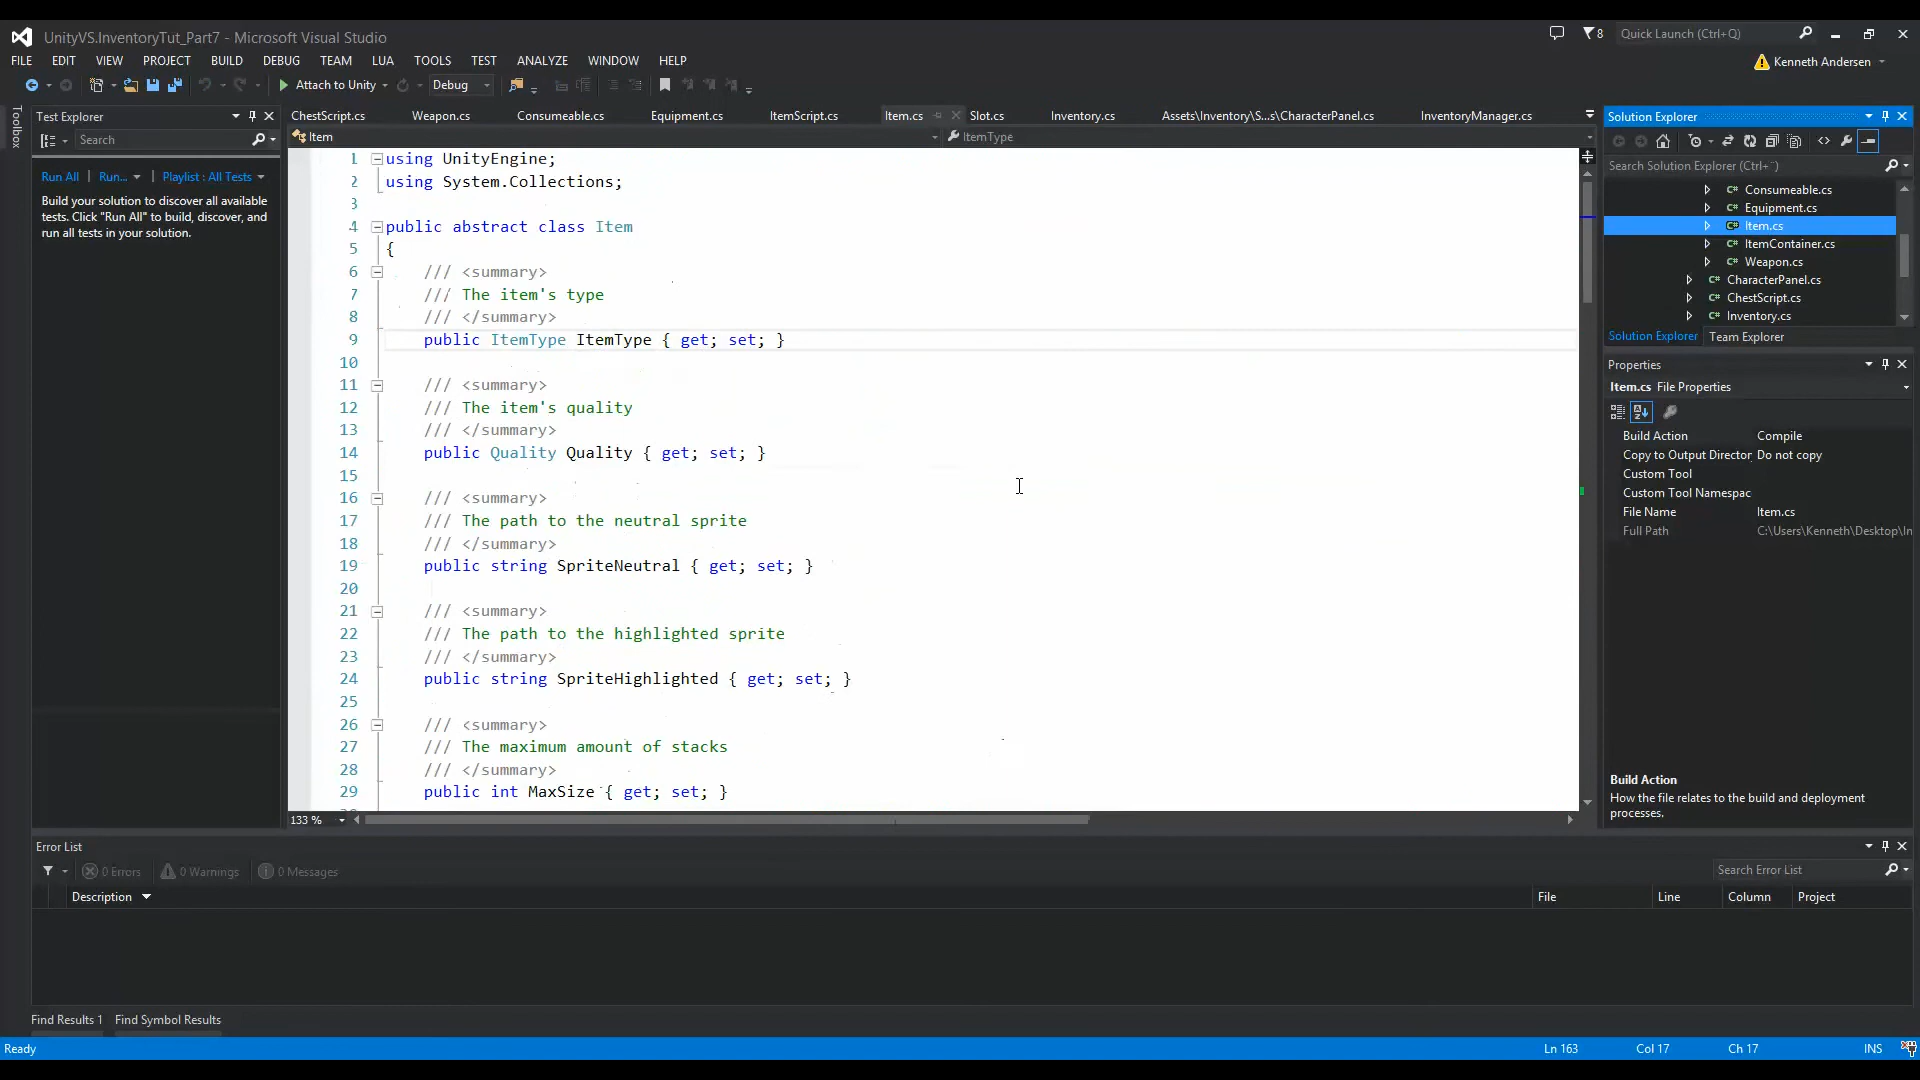 UnityVS.InventoryTut_Part7 - Microsoft Visual Studio
8
Quick Launch (Ctrl+Q)
FILE EDIT VIEW PROJECT BUILD DEBUG TEAM LUA TOOLS TEST ANALYZE WINDOW HELP
Kenneth Andersen
Attach to Unity
Debug
Toolbox
Test Explorer
Search
Run All Run... Playlist : All Tests
Build your solution to discover all available
tests. Click "Run All" to build, discover, and
run all tests in your solution.
ChestScript.cs Weapon.cs Consumeable.cs Equipment.cs ItemScript.cs Item.cs Slot.cs Inventory.cs Assets\Inventory\S...s\CharacterPanel.cs InventoryManager.cs
Item
ItemType
1 using UnityEngine;
2 using System.Collections;
3
4 public abstract class Item
5 {
6 /// <summary>
7 /// The item's type
8 /// </summary>
9 public ItemType ItemType { get; set; }
10
11 /// <summary>
12 /// The item's quality
13 /// </summary>
14 public Quality Quality { get; set; }
15
16 /// <summary>
17 /// The path to the neutral sprite
18 /// </summary>
19 public string SpriteNeutral { get; set; }
20
21 /// <summary>
22 /// The path to the highlighted sprite
23 /// </summary>
24 public string SpriteHighlighted { get; set; }
25
26 /// <summary>
27 /// The maximum amount of stacks
28 /// </summary>
29 public int MaxSize { get; set; }
133 %
Solution Explorer
Search Solution Explorer (Ctrl+¨)
C# Consumeable.cs
C# Equipment.cs
C# Item.cs
C# ItemContainer.cs
C# Weapon.cs
C# CharacterPanel.cs
C# ChestScript.cs
C# Inventory.cs
Solution Explorer Team Explorer
Properties
Item.cs File Properties
Build Action Compile
Copy to Output Director Do not copy
Custom Tool
Custom Tool Namespac
File Name Item.cs
Full Path C:\Users\Kenneth\Desktop\In
Build Action
How the file relates to the build and deployment
processes.
Error List
0 Errors 0 Warnings 0 Messages
Search Error List
Description File Line Column Project
Find Results 1 Find Symbol Results
Ready Ln 163 Col 17 Ch 17 INS